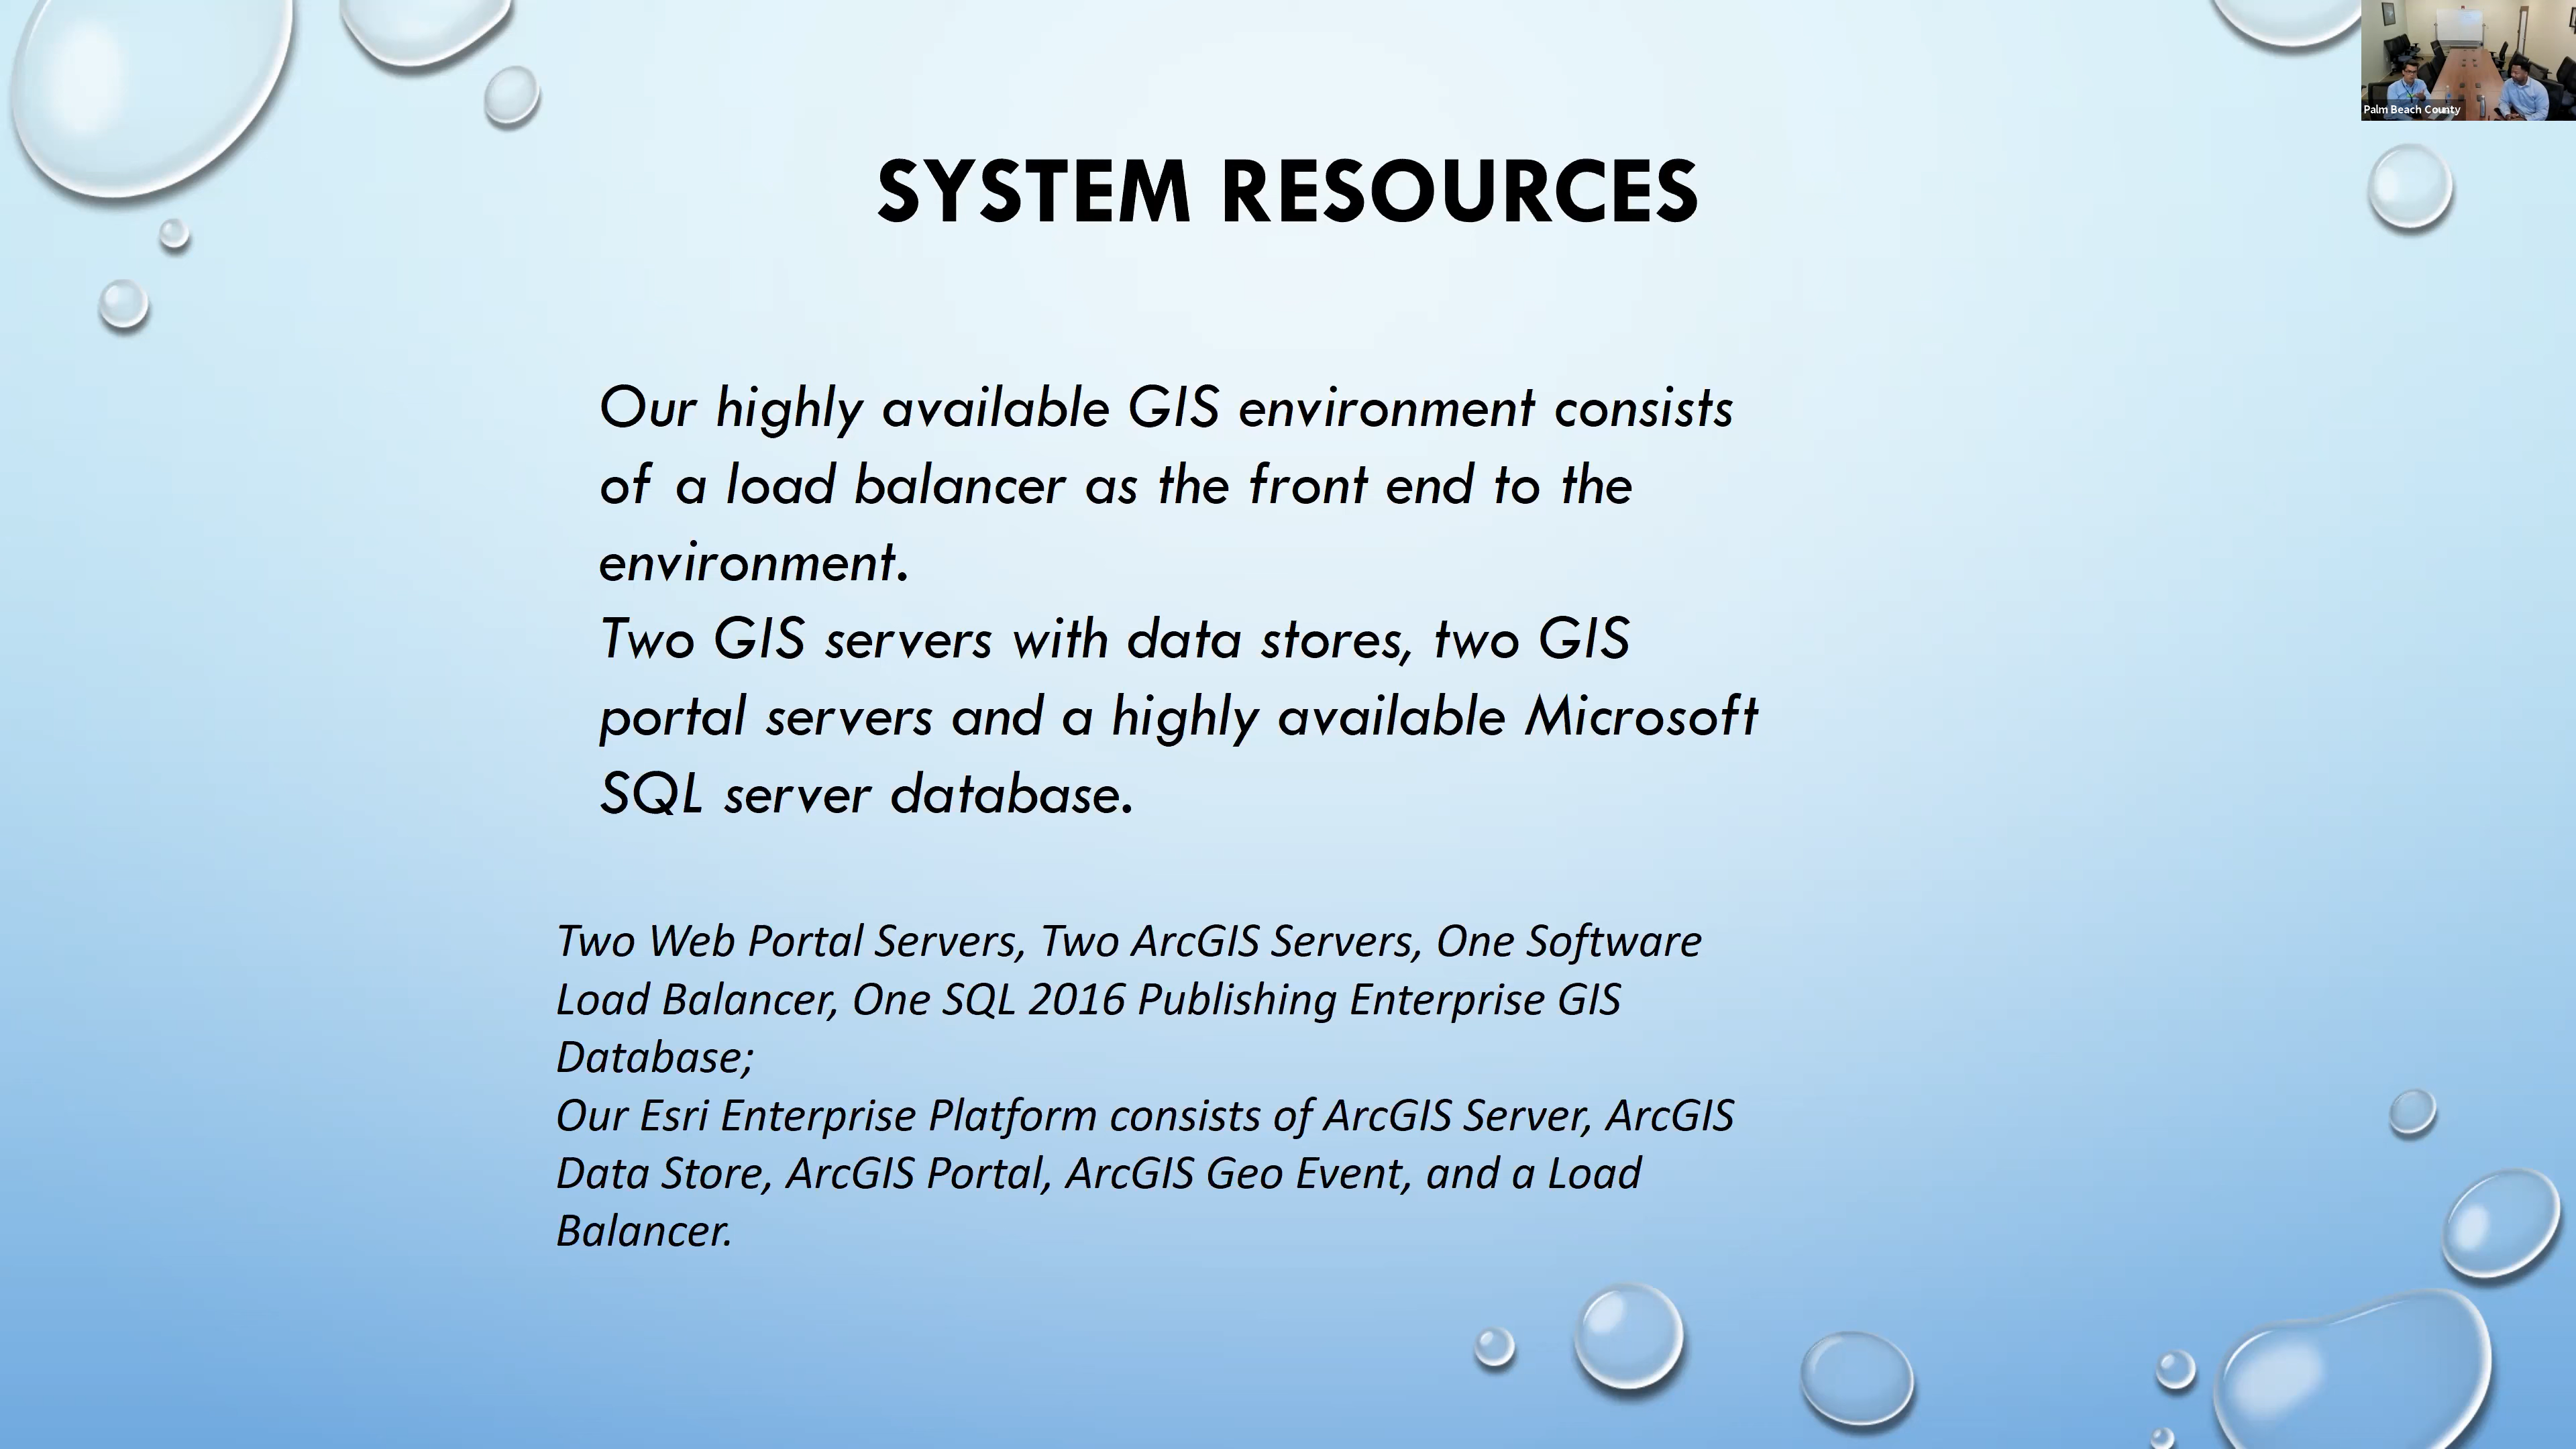 Palm Beach County
SYSTEM RESOURCES
Our highly available GIS environment consists
of a load balancer as the front end to the
environment.
Two GIS servers with data stores, two GIS
portal servers and a highly available Microsoft
SQL server database.
Two Web Portal Servers, Two ArcGIS Servers, One Software
Load Balancer, One SQL 2016 Publishing Enterprise GIS
Database;
Our Esri Enterprise Platform consists of ArcGIS Server, ArcGIS
Data Store, ArcGIS Portal, ArcGIS Geo Event, and a Load
Balancer.